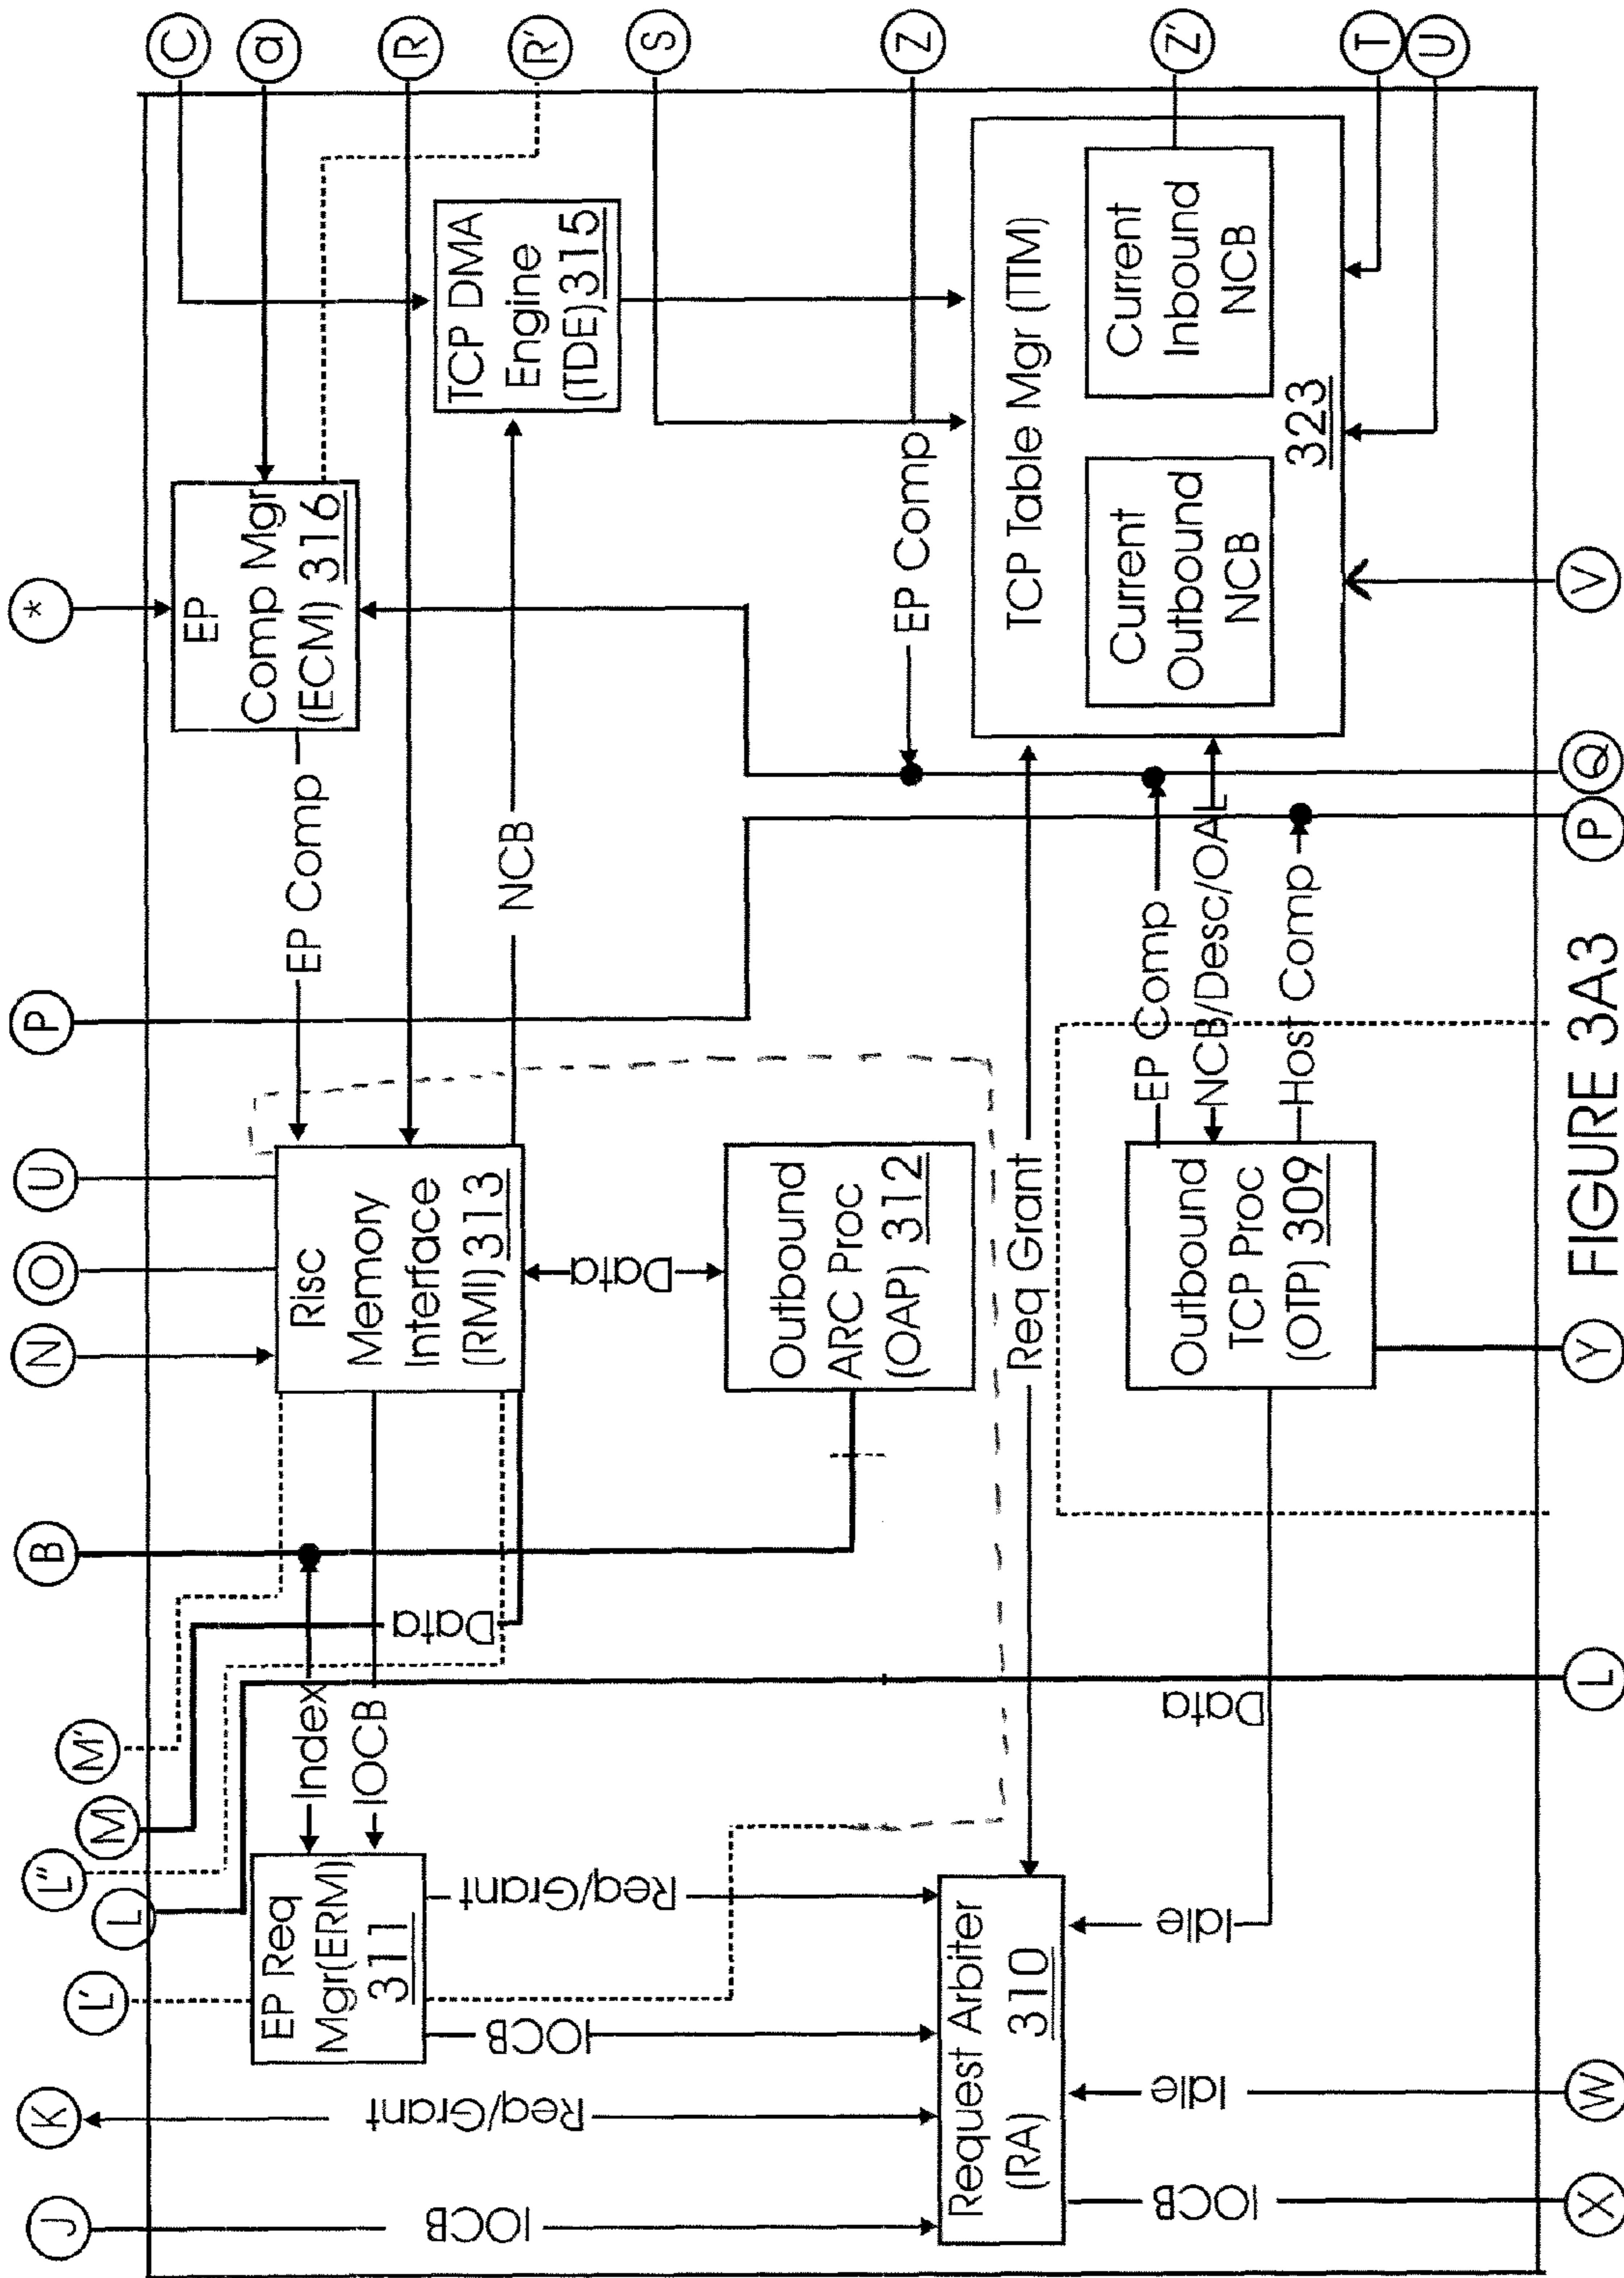 J
K
L'
L
L"
M
M'
B
N
O
U
P
*
C
a
R
R'
S
Z
Z'
T
U
EP Req
Mgr(ERM)
311
Index
IOCB
Data
Risc
Memory
Interface
(RMI) 313
EP Comp
EP
Comp Mgr
(ECM) 316
NCB
TCP DMA
Engine
(TDE) 315
Data
Outbound
ARC Proc
(OAP) 312
IOCB
Req/Grant
IOCB
Req/Grant
Request Arbiter
(RA) 310
Req Grant
EP Comp
TCP Table Mgr (TTM)
Current
Outbound
NCB
Current
Inbound
NCB
323
IOCB
Idle
Idle
Data
Outbound
TCP Proc
(OTP) 309
EP Comp
NCB/Desc/OAL
Host Comp
X
W
L
Y
P
Q
V
FIGURE 3A3